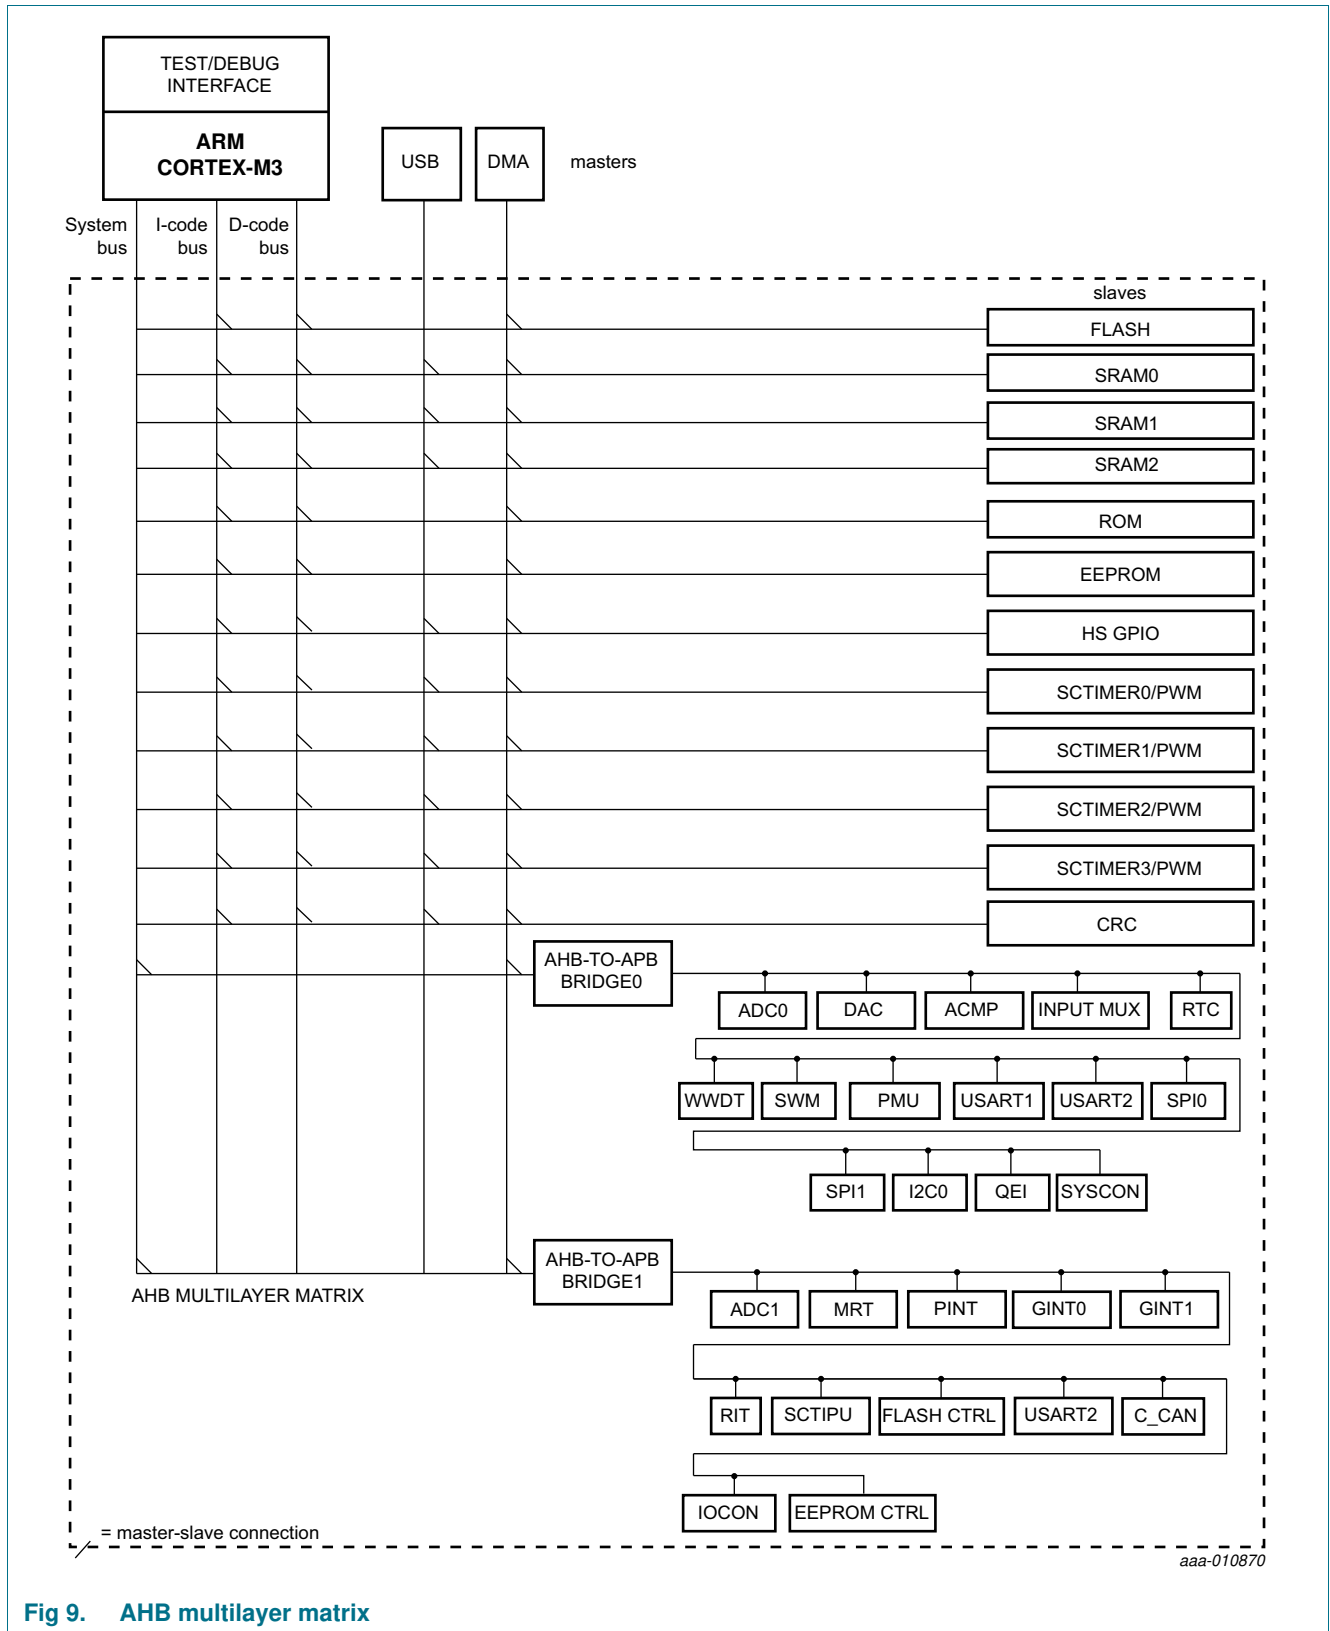 TEST/DEBUG
INTERFACE
ARM
CORTEX-M3
USB
DMA
masters
System
bus
I-code
bus
D-code
bus
slaves
FLASH
SRAM0
SRAM1
SRAM2
ROM
EEPROM
HS GPIO
SCTIMER0/PWM
SCTIMER1/PWM
SCTIMER2/PWM
SCTIMER3/PWM
CRC
AHB-TO-APB
BRIDGE0
ADC0
DAC
ACMP
INPUT MUX
RTC
WWDT
SWM
PMU
USART1
USART2
SPI0
SPI1
I2C0
QEI
SYSCON
AHB-TO-APB
BRIDGE1
AHB MULTILAYER MATRIX
ADC1
MRT
PINT
GINT0
GINT1
RIT
SCTIPU
FLASH CTRL
USART2
C_CAN
IOCON
EEPROM CTRL
= master-slave connection
aaa-010870
Fig 9. AHB multilayer matrix